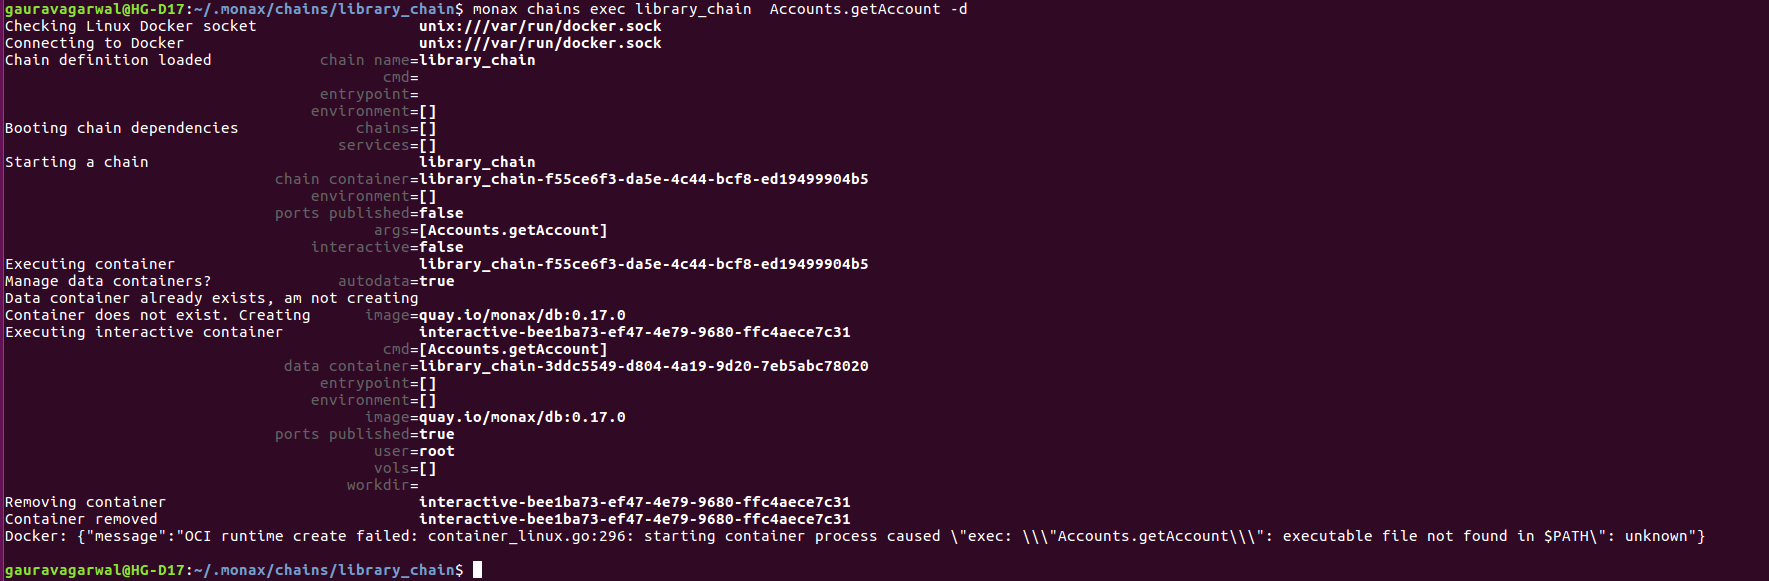 gauravagarwal@HG-D17:~/.monax/chains/library_chain$ monax chains exec library_chain  Accounts.getAccount -d
Checking Linux Docker socket                  unix:///var/run/docker.sock
Connecting to Docker                          unix:///var/run/docker.sock
Chain definition loaded            chain name=library_chain
                                          cmd=
                                   entrypoint=
                                  environment=[]
Booting chain dependencies             chains=[]
                                     services=[]
Starting a chain                              library_chain
                              chain container=library_chain-f55ce6f3-da5e-4c44-bcf8-ed19499904b5
                                  environment=[]
                              ports published=false
                                         args=[Accounts.getAccount]
                                  interactive=false
Executing container                           library_chain-f55ce6f3-da5e-4c44-bcf8-ed19499904b5
Manage data containers?              autodata=true
Data container already exists, am not creating
Container does not exist. Creating      image=quay.io/monax/db:0.17.0
Executing interactive container               interactive-bee1ba73-ef47-4e79-9680-ffc4aece7c31
                                          cmd=[Accounts.getAccount]
                               data container=library_chain-3ddc5549-d804-4a19-9d20-7eb5abc78020
                                   entrypoint=[]
                                  environment=[]
                                        image=quay.io/monax/db:0.17.0
                              ports published=true
                                         user=root
                                         vols=[]
                                      workdir=
Removing container                            interactive-bee1ba73-ef47-4e79-9680-ffc4aece7c31
Container removed                             interactive-bee1ba73-ef47-4e79-9680-ffc4aece7c31
Docker: {"message":"OCI runtime create failed: container_linux.go:296: starting container process caused \"exec: \\\"Accounts.getAccount\\\": executable file not found in $PATH\": unknown"}
gauravagarwal@HG-D17:~/.monax/chains/library_chain$